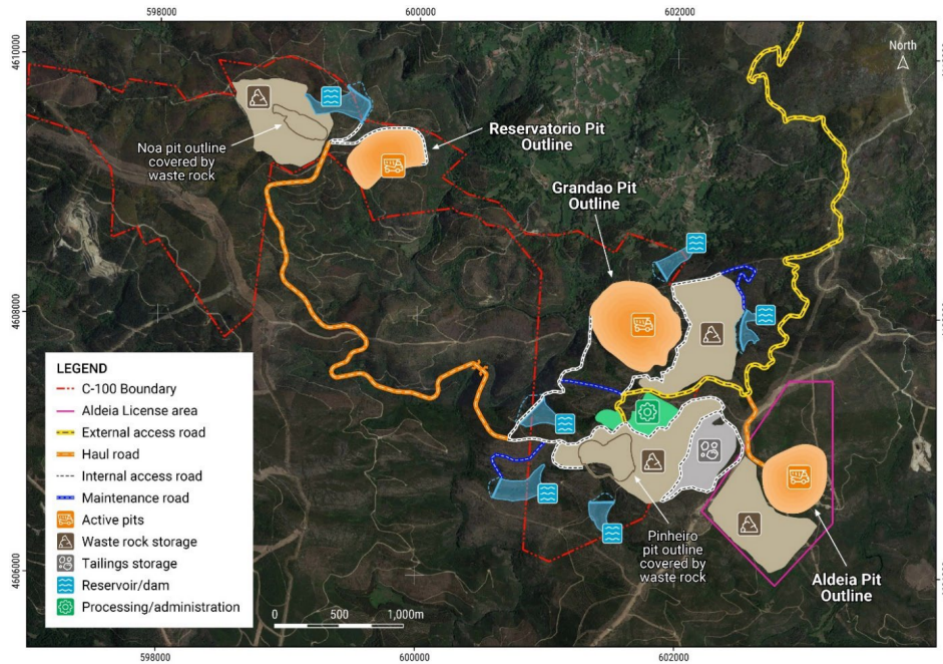 598000
600000
602000
4610000
North
Noa pit outline
covered by
waste rock
Reservatorio Pit
Outline
Grandao Pit
Outline
4608000
LEGEND
C-100 Boundary
Aldeia License area
External access road
Haul road
Internal access road
Maintenance road
Active pits
Waste rock storage
Tailings storage
Reservoir/dam
Processing/administration
Pinheiro
pit outline
covered by
waste rock
Aldeia Pit
Outline
4606000
0 500 1,000m
598000
600000
602000